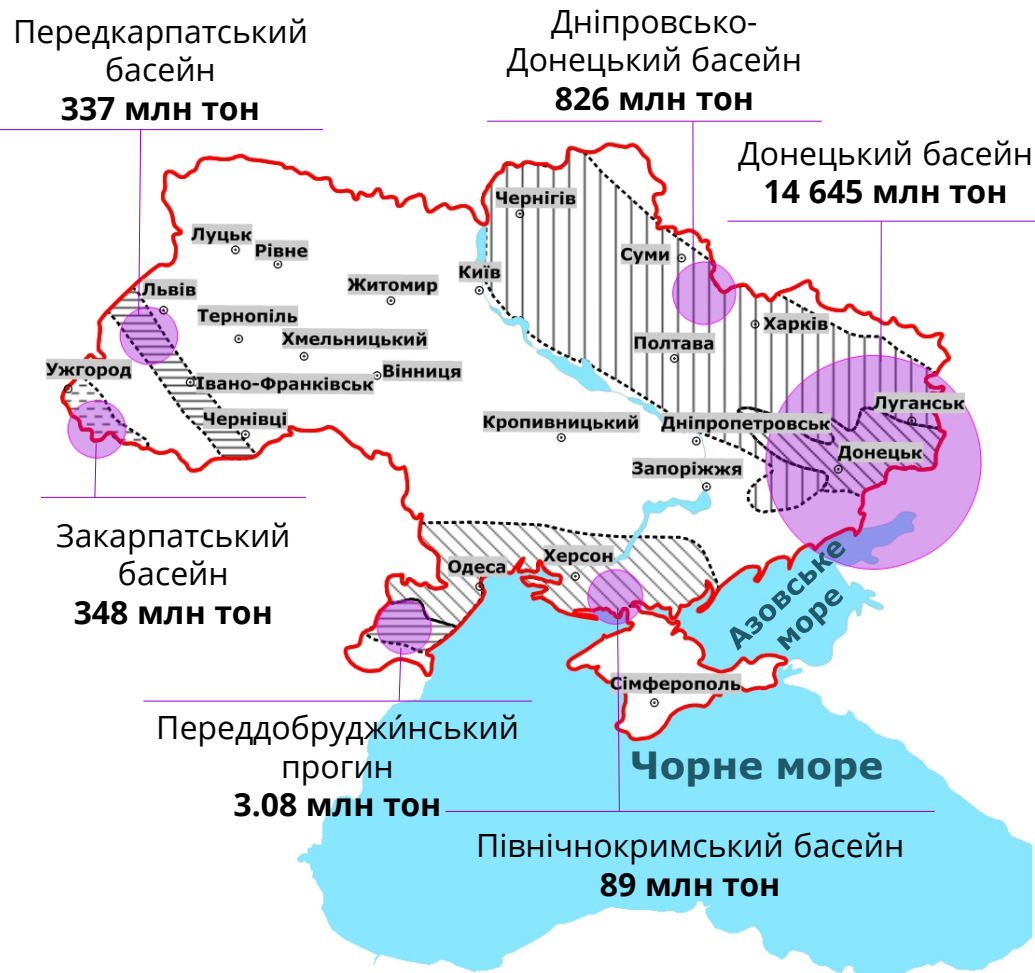 Передкарпатський
басейн
337 млн тон
Дніпровсько-
Донецький басейн
826 млн тон
Донецький басейн
14 645 млн тон
Чернігів
Луцьк
Рівне
Суми
Київ
Житомир
Львів
Тернопіль
Харків
Хмельницький
Полтава
Ужгород
Вінниця
Івано-Франківськ
Луганськ
Чернівці
Кропивницький
Дніпропетровськ
Донецьк
Запоріжжя
Закарпатський
басейн
348 млн тон
Херсон
Одеса
Азовське
море
Сімферополь
Переддобруджи́нський
прогин
3.08 млн тон
Чорне море
Північнокримський басейн
89 млн тон